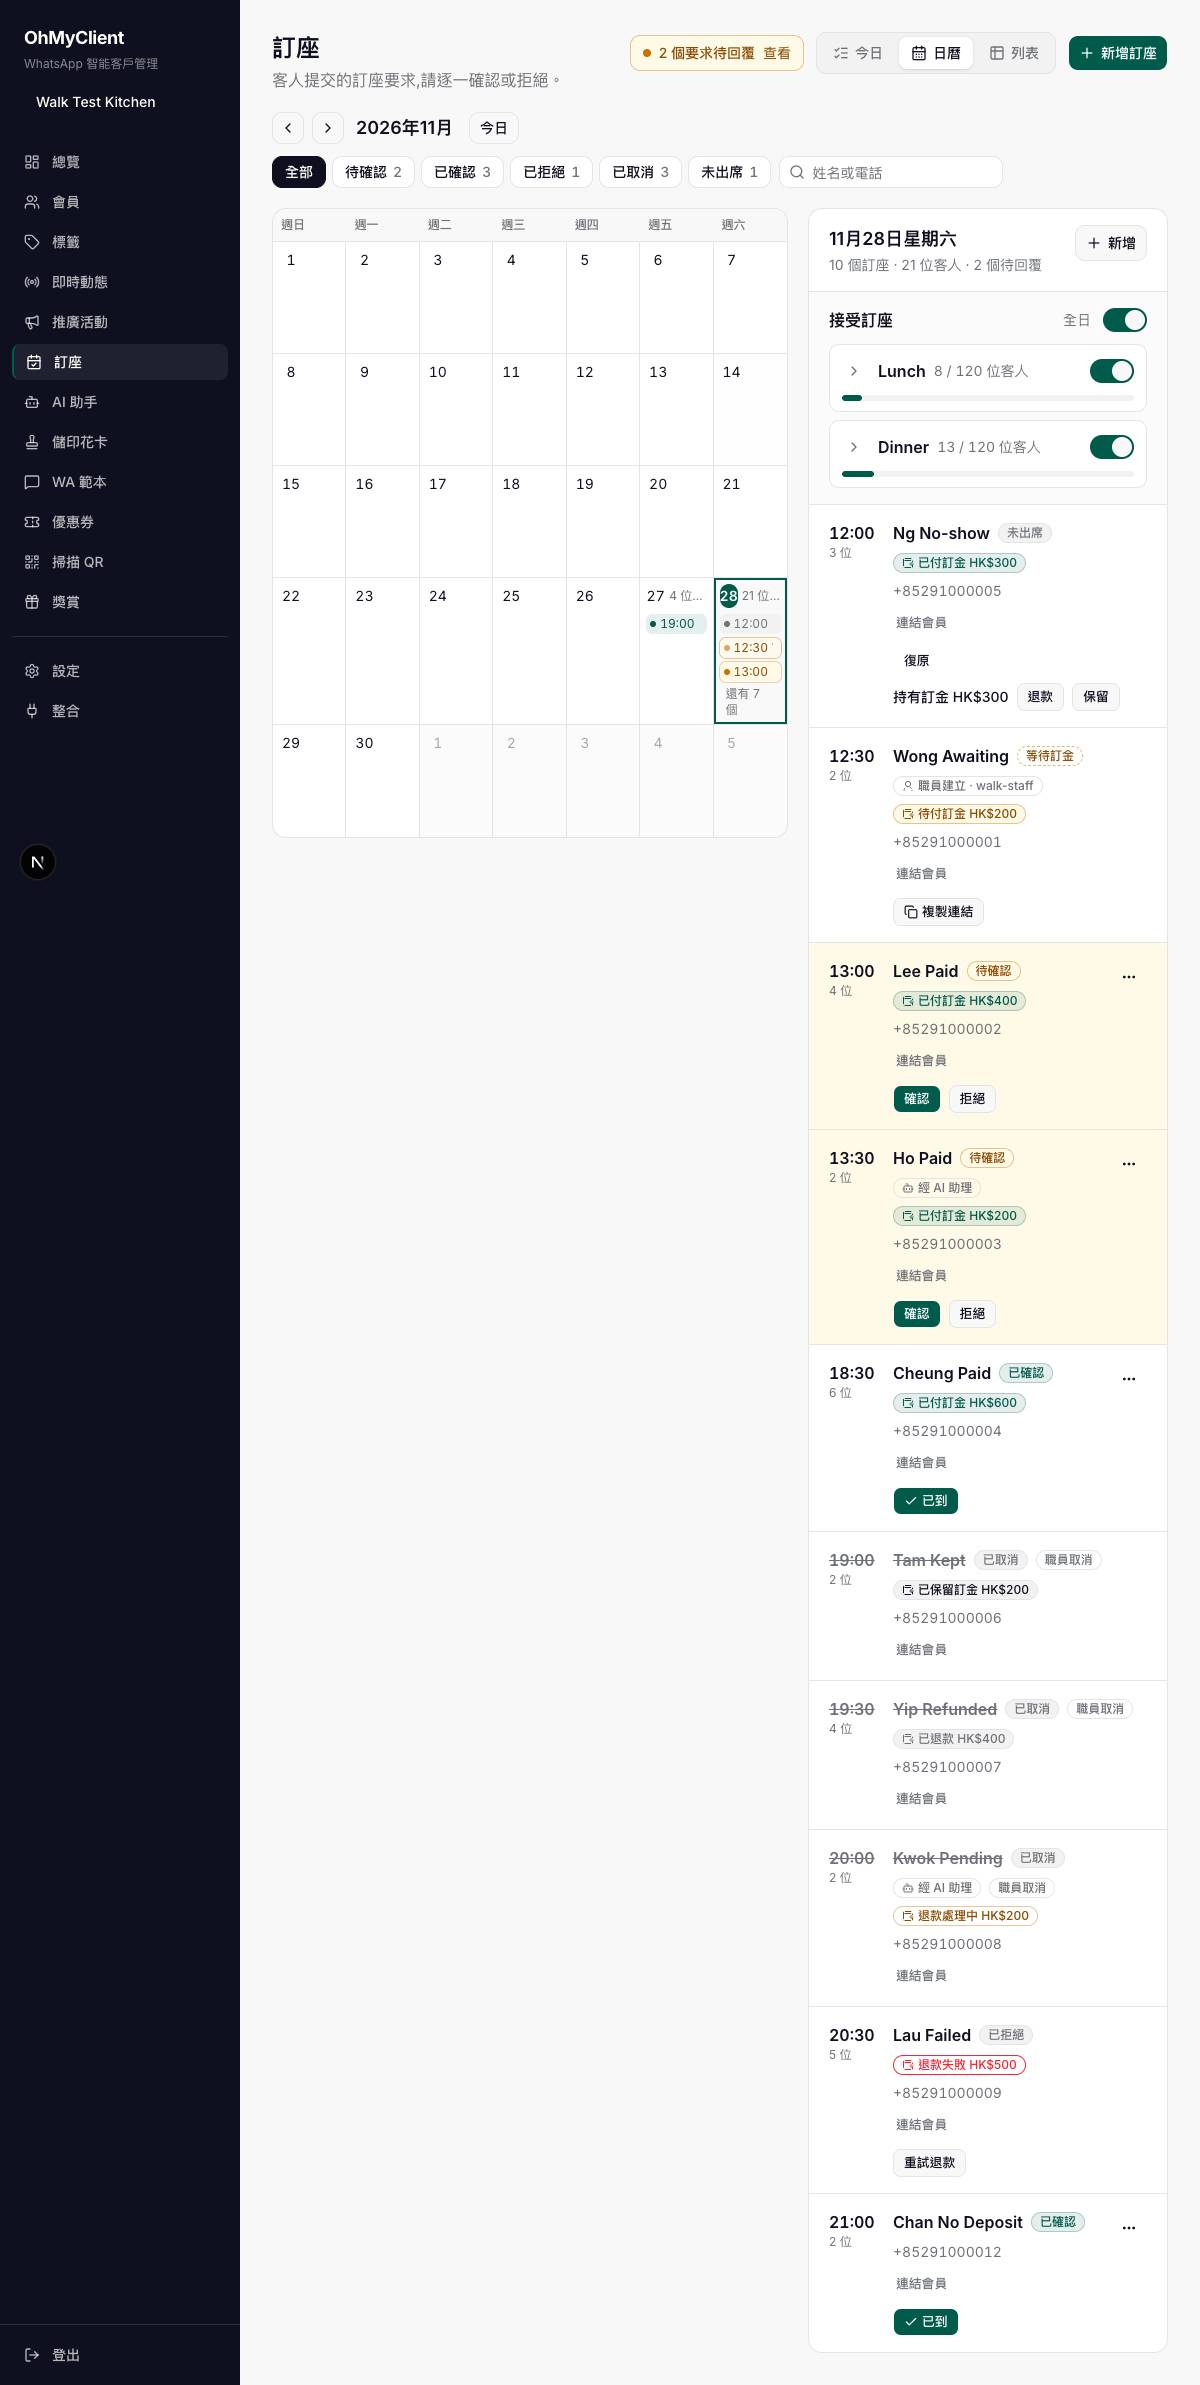 OhMyClient
WhatsApp 智能客戶管理
Walk Test Kitchen
總覽
會員
標籤
即時動態
推廣活動
訂座
AI 助手
儲印花卡
WA 範本
優惠券
掃描 QR
獎賞
設定
整合
N
登出
訂座
客人提交的訂座要求,請逐一確認或拒絕。
2 個要求待回覆 查看
今日
日曆
列表
新增訂座
2026年11月
今日
全部
待確認 2
已確認 3
已拒絕 1
已取消 3
未出席 1
姓名或電話
週日 週一 週二 週三 週四 週五 週六
1 2 3 4 5 6 7
8 9 10 11 12 13 14
15 16 17 18 19 20 21
22 23 24 25 26 27 4 位... 28 21 位...
19:00
12:00
12:30
13:00
還有 7
個
29 30 1 2 3 4 5
11月28日星期六
10 個訂座 · 21 位客人 · 2 個待回覆
新增
接受訂座
全日
Lunch 8 / 120 位客人
Dinner 13 / 120 位客人
12:00 Ng No-show 未出席
3 位
已付訂金 HK$300
+85291000005
連結會員
復原
持有訂金 HK$300 退款 保留
12:30 Wong Awaiting 等待訂金
2 位
職員建立 · walk-staff
待付訂金 HK$200
+85291000001
連結會員
複製連結
13:00 Lee Paid 待確認 ...
4 位
已付訂金 HK$400
+85291000002
連結會員
確認 拒絕
13:30 Ho Paid 待確認 ...
2 位
經 AI 助理
已付訂金 HK$200
+85291000003
連結會員
確認 拒絕
18:30 Cheung Paid 已確認 ...
6 位
已付訂金 HK$600
+85291000004
連結會員
已到
19:00 Tam Kept 已取消 職員取消
2 位
已保留訂金 HK$200
+85291000006
連結會員
19:30 Yip Refunded 已取消 職員取消
4 位
已退款 HK$400
+85291000007
連結會員
20:00 Kwok Pending 已取消
2 位
經 AI 助理 職員取消
退款處理中 HK$200
+85291000008
連結會員
20:30 Lau Failed 已拒絕
5 位
退款失敗 HK$500
+85291000009
連結會員
重試退款
21:00 Chan No Deposit 已確認 ...
2 位
+85291000012
連結會員
已到